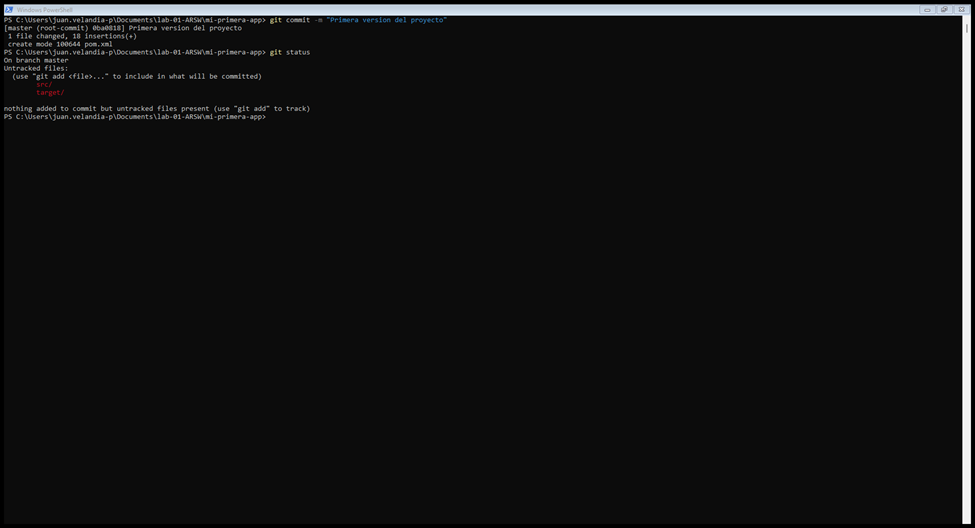 Windows PowerShell
PS C:\Users\juan.velandia-p\Documents\lab-01-ARSW\mi-primera-app> git commit -m "Primera version del proyecto"
[master (root-commit) 0ba0818] Primera version del proyecto
 1 file changed, 18 insertions(+)
 create mode 100644 pom.xml
PS C:\Users\juan.velandia-p\Documents\lab-01-ARSW\mi-primera-app> git status
On branch master
Untracked files:
  (use "git add <file>..." to include in what will be committed)
        src/
        target/
nothing added to commit but untracked files present (use "git add" to track)
PS C:\Users\juan.velandia-p\Documents\lab-01-ARSW\mi-primera-app>